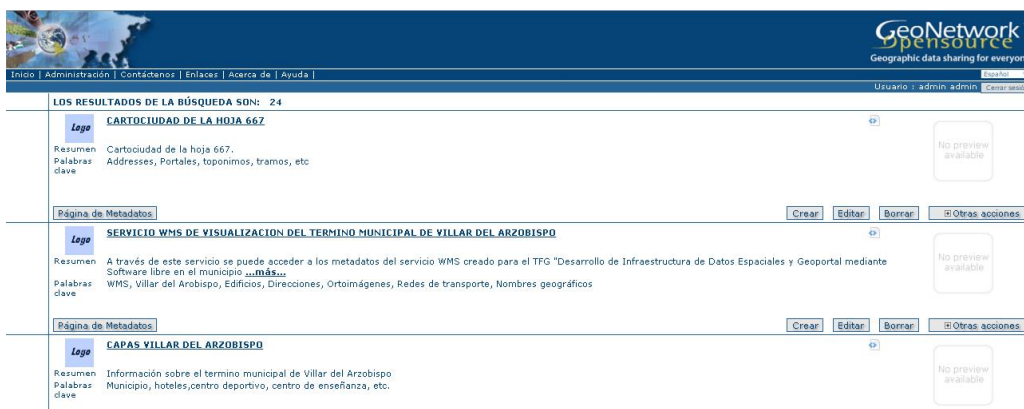 GeoNetwork
Opensource
Geographic data sharing for everyon
Inicio | Administración | Contáctenos | Enlaces | Acerca de | Ayuda |
Español
Usuario : admin admin Cerrar sesió
LOS RESULTADOS DE LA BÚSQUEDA SON: 24
Logo CARTOCIUDAD DE LA HOJA 667
Resumen Cartociudad de la hoja 667.
Palabras clave Addresses, Portales, toponimos, tramos, etc
No preview available
Página de Metadatos Crear Editar Borrar Otras acciones
Logo SERVICIO WMS DE VISUALIZACION DEL TERMINO MUNICIPAL DE VILLAR DEL ARZOBISPO
Resumen A través de este servicio se puede acceder a los metadatos del servicio WMS creado para el TFG "Desarrollo de Infraestructura de Datos Espaciales y Geoportal mediante
Software libre en el municipio ...más...
Palabras clave WMS, Villar del Arobispo, Edificios, Direcciones, Ortoimágenes, Redes de transporte, Nombres geográficos
No preview available
Página de Metadatos Crear Editar Borrar Otras acciones
Logo CAPAS VILLAR DEL ARZOBISPO
Resumen Información sobre el termino municipal de Villar del Arzobispo
Palabras clave Municipio, hoteles,centro deportivo, centro de enseñanza, etc.
No preview available